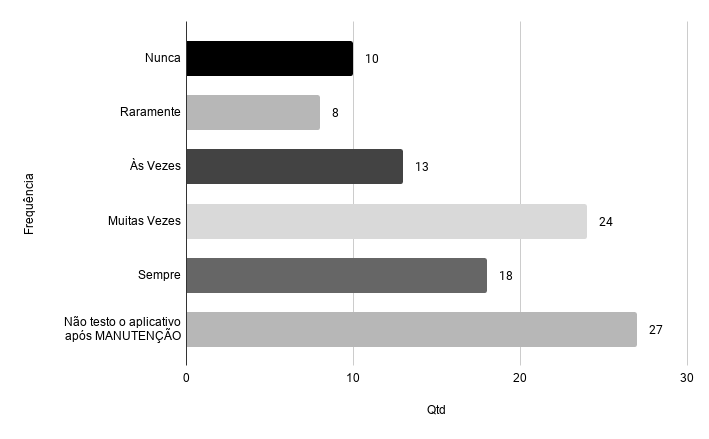 Nunca
10
Raramente
8
Às Vezes
13
Frequência
Muitas Vezes
24
Sempre
18
Não testo o aplicativo
após MANUTENÇÃO
27
0
10
20
30
Qtd